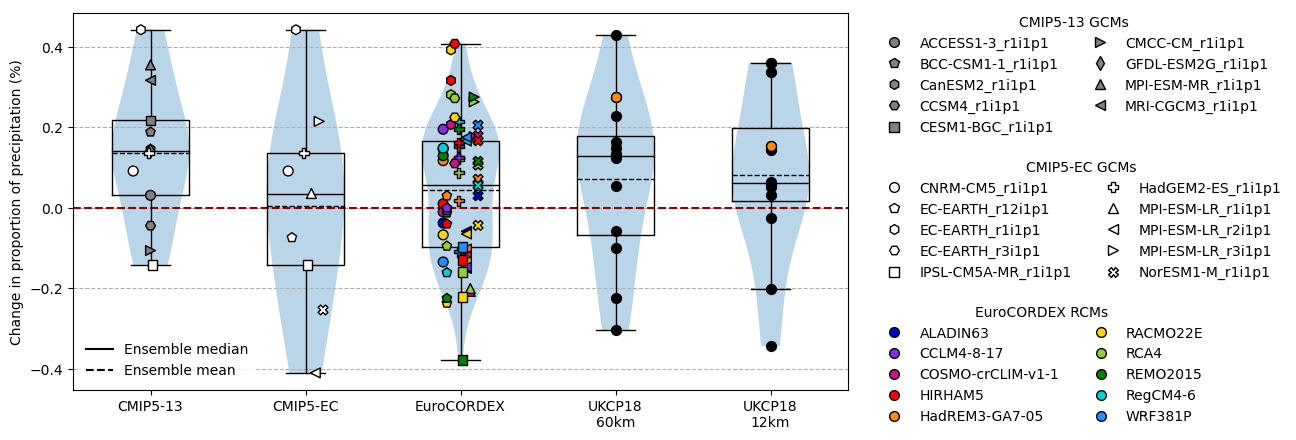 Change in proportion of precipitation (%)
0.4
0.2
0.0
−0.2
−0.4
Ensemble median
Ensemble mean
CMIP5-13
CMIP5-EC
EuroCORDEX
UKCP18
60km
UKCP18
12km
CMIP5-13 GCMs
ACCESS1-3_r1i1p1
BCC-CSM1-1_r1i1p1
CanESM2_r1i1p1
CCSM4_r1i1p1
CESM1-BGC_r1i1p1
CMCC-CM_r1i1p1
GFDL-ESM2G_r1i1p1
MPI-ESM-MR_r1i1p1
MRI-CGCM3_r1i1p1
CMIP5-EC GCMs
CNRM-CM5_r1i1p1
EC-EARTH_r12i1p1
EC-EARTH_r1i1p1
EC-EARTH_r3i1p1
IPSL-CM5A-MR_r1i1p1
HadGEM2-ES_r1i1p1
MPI-ESM-LR_r1i1p1
MPI-ESM-LR_r2i1p1
MPI-ESM-LR_r3i1p1
NorESM1-M_r1i1p1
EuroCORDEX RCMs
ALADIN63
CCLM4-8-17
COSMO-crCLIM-v1-1
HIRHAM5
HadREM3-GA7-05
RACMO22E
RCA4
REMO2015
RegCM4-6
WRF381P